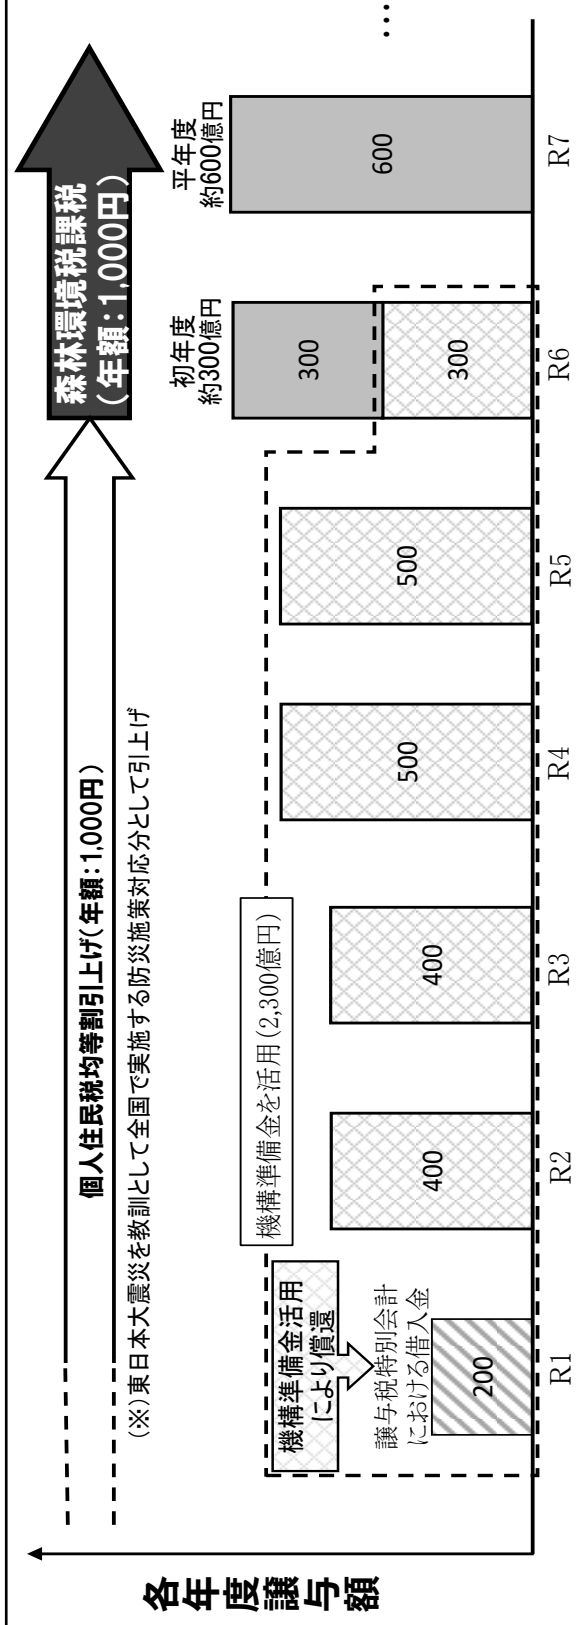 各年度譲与額
個人住民税均等割引上げ(年額:1,000円)
(※)東日本大震災を教訓として全国で実施する防災施策対応分として引上げ
森林環境税課税
(年額:1,000円)
機構準備金を活用(2,300億円)
機構準備金活用
により償還
譲与税特別会計
における借入金
200
400
400
500
500
初年度
約300億円
300
300
平年度
約600億円
600
…
R1
R2
R3
R4
R5
R6
R7